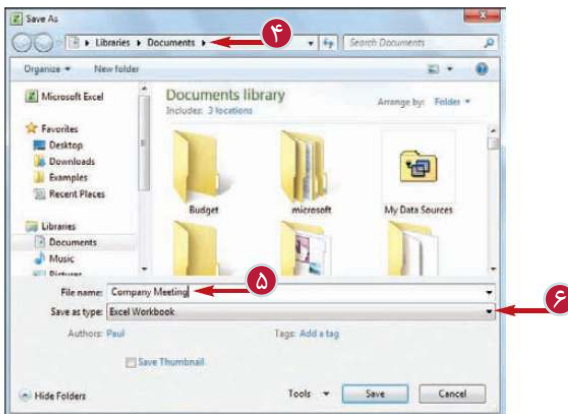 Save As
Libraries ▸ Documents ▸
۴
Search Documents
Organize
New folder
Microsoft Excel
Documents library
Includes: 3 locations
Arrange by: Folder
Favorites
Desktop
Downloads
Examples
Recent Places
Budget
microsoft
My Data Sources
Libraries
Documents
Music
Pictures
۵
File name: Company Meeting
۶
Save as type: Excel Workbook
Authors: Paul
Tags: Add a tag
Save Thumbnail
Hide Folders
Tools
Save
Cancel